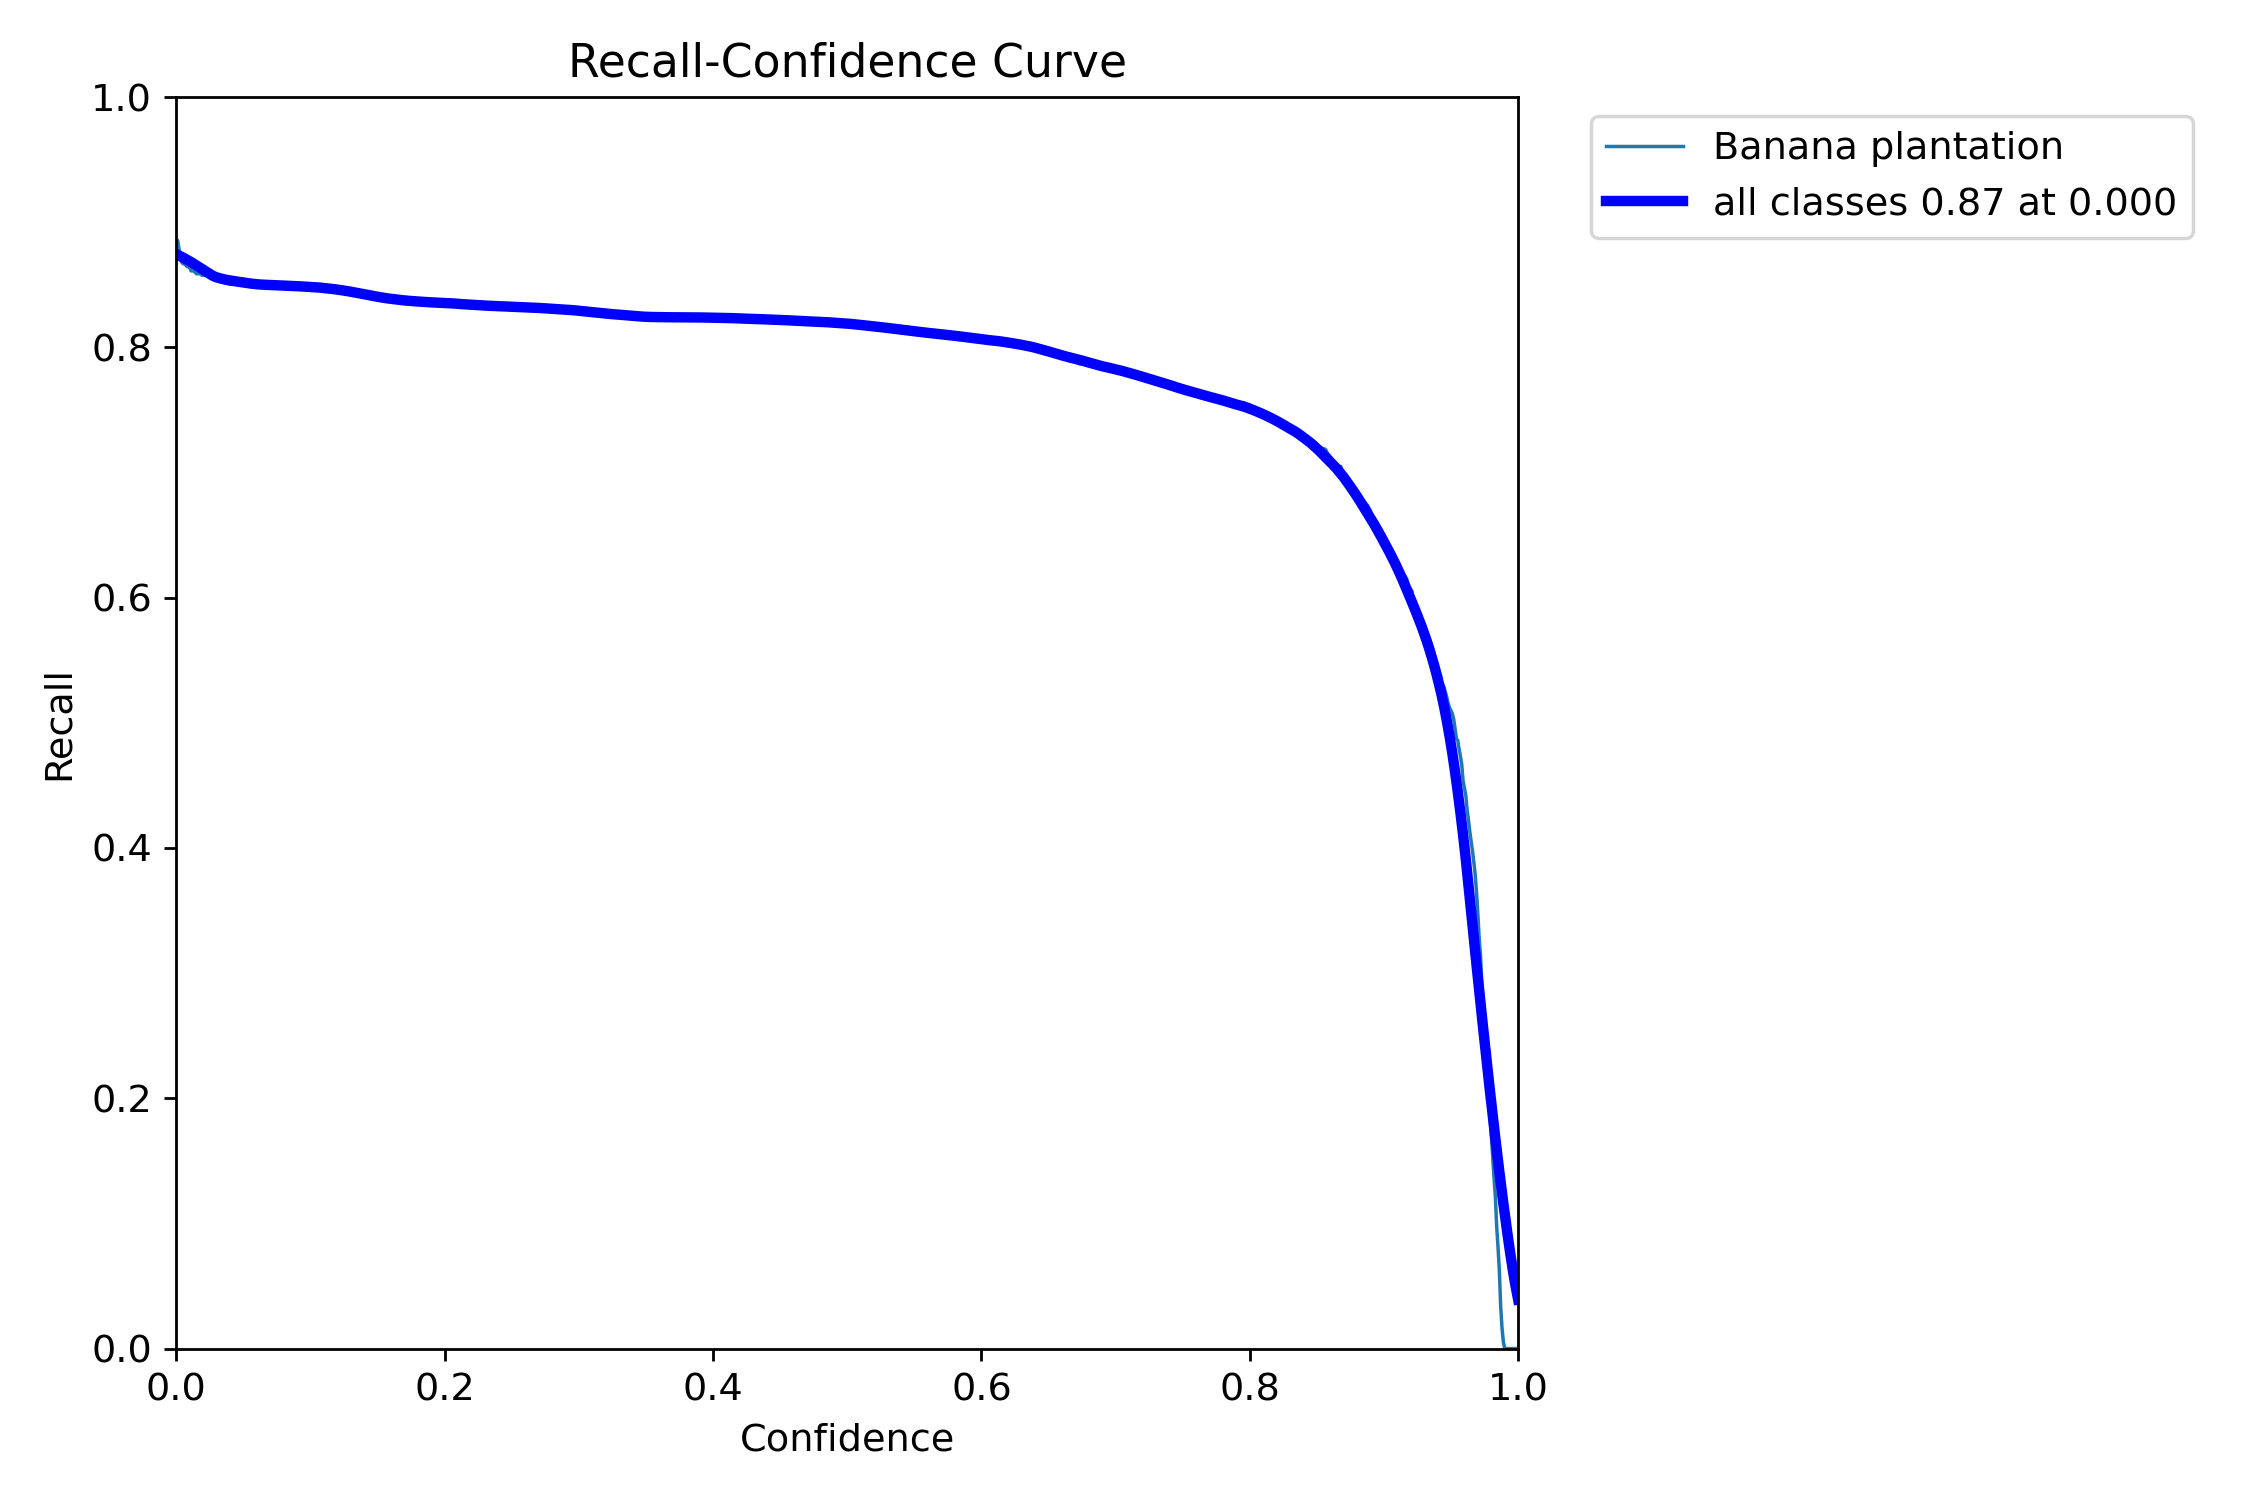 Recall-Confidence Curve
1.0
0.8
0.6
0.4
0.2
0.0
Recall
0.0 0.2 0.4 0.6 0.8 1.0
Confidence
Banana plantation
all classes 0.87 at 0.000